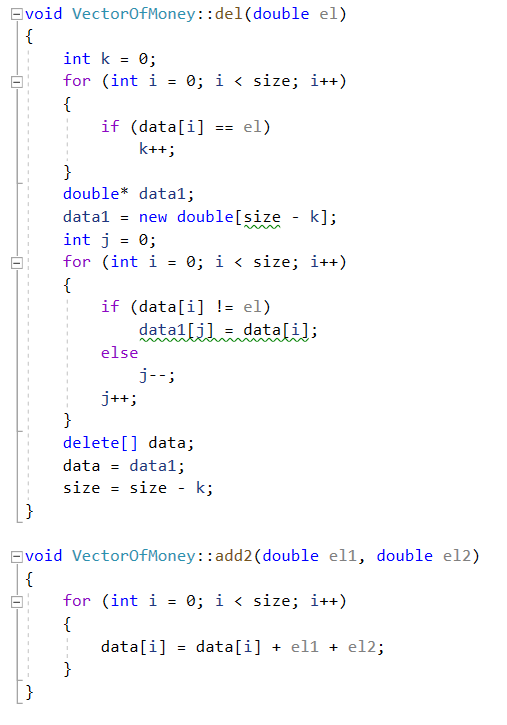 void VectorOfMoney::del(double el)
{
    int k = 0;
    for (int i = 0; i < size; i++)
    {
        if (data[i] == el)
            k++;
    }
    double* data1;
    data1 = new double[size - k];
    int j = 0;
    for (int i = 0; i < size; i++)
    {
        if (data[i] != el)
            data1[j] = data[i];
        else
            j--;
        j++;
    }
    delete[] data;
    data = data1;
    size = size - k;
}
void VectorOfMoney::add2(double el1, double el2)
{
    for (int i = 0; i < size; i++)
    {
        data[i] = data[i] + el1 + el2;
    }
}